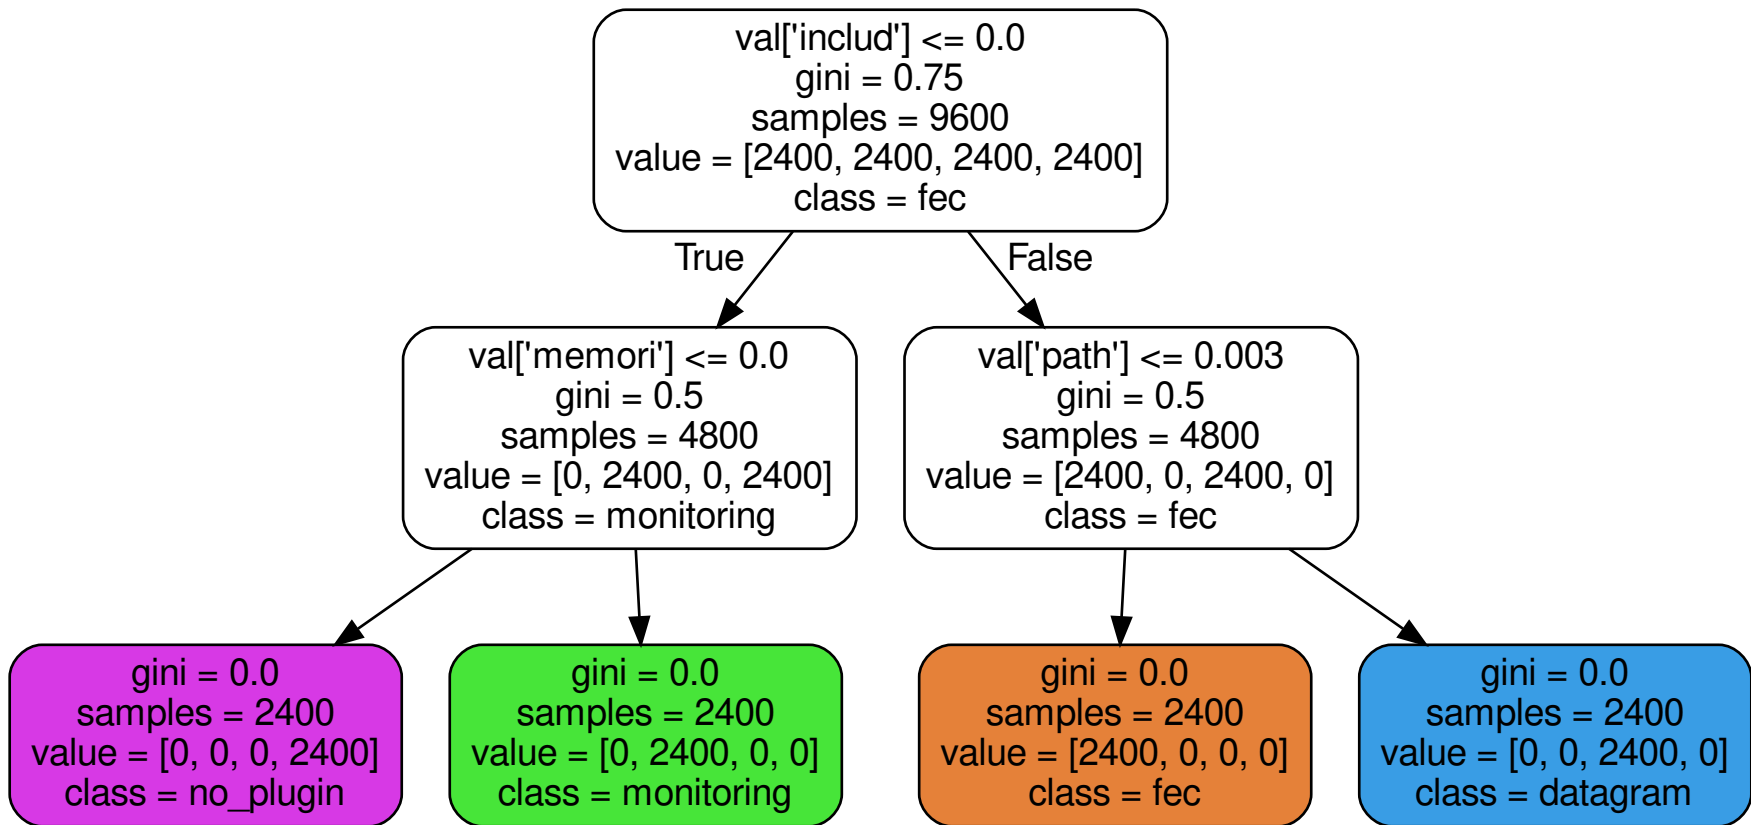 val['includ'] <= 0.0
gini = 0.75
samples = 9600
value = [2400, 2400, 2400, 2400]
class = fec
True
False
val['memori'] <= 0.0
gini = 0.5
samples = 4800
value = [0, 2400, 0, 2400]
class = monitoring
val['path'] <= 0.003
gini = 0.5
samples = 4800
value = [2400, 0, 2400, 0]
class = fec
gini = 0.0
samples = 2400
value = [0, 0, 0, 2400]
class = no_plugin
gini = 0.0
samples = 2400
value = [0, 2400, 0, 0]
class = monitoring
gini = 0.0
samples = 2400
value = [2400, 0, 0, 0]
class = fec
gini = 0.0
samples = 2400
value = [0, 0, 2400, 0]
class = datagram